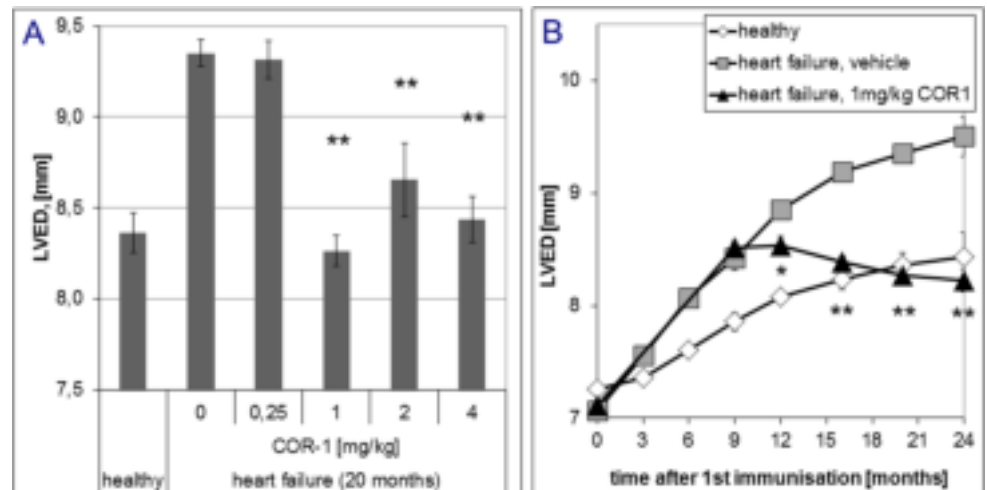 A
9,5
9,0
8,5
8,0
7,5
LVED, [mm]
**
**
**
0 0,25 1 2 4
COR-1 [mg/kg]
healthy heart failure (20 months)
B
healthy
heart failure, vehicle
heart failure, 1mg/kg COR1
10
9
8
7
LVED [mm]
*
** ** **
0 3 6 9 12 15 18 21 24
time after 1st immunisation [months]